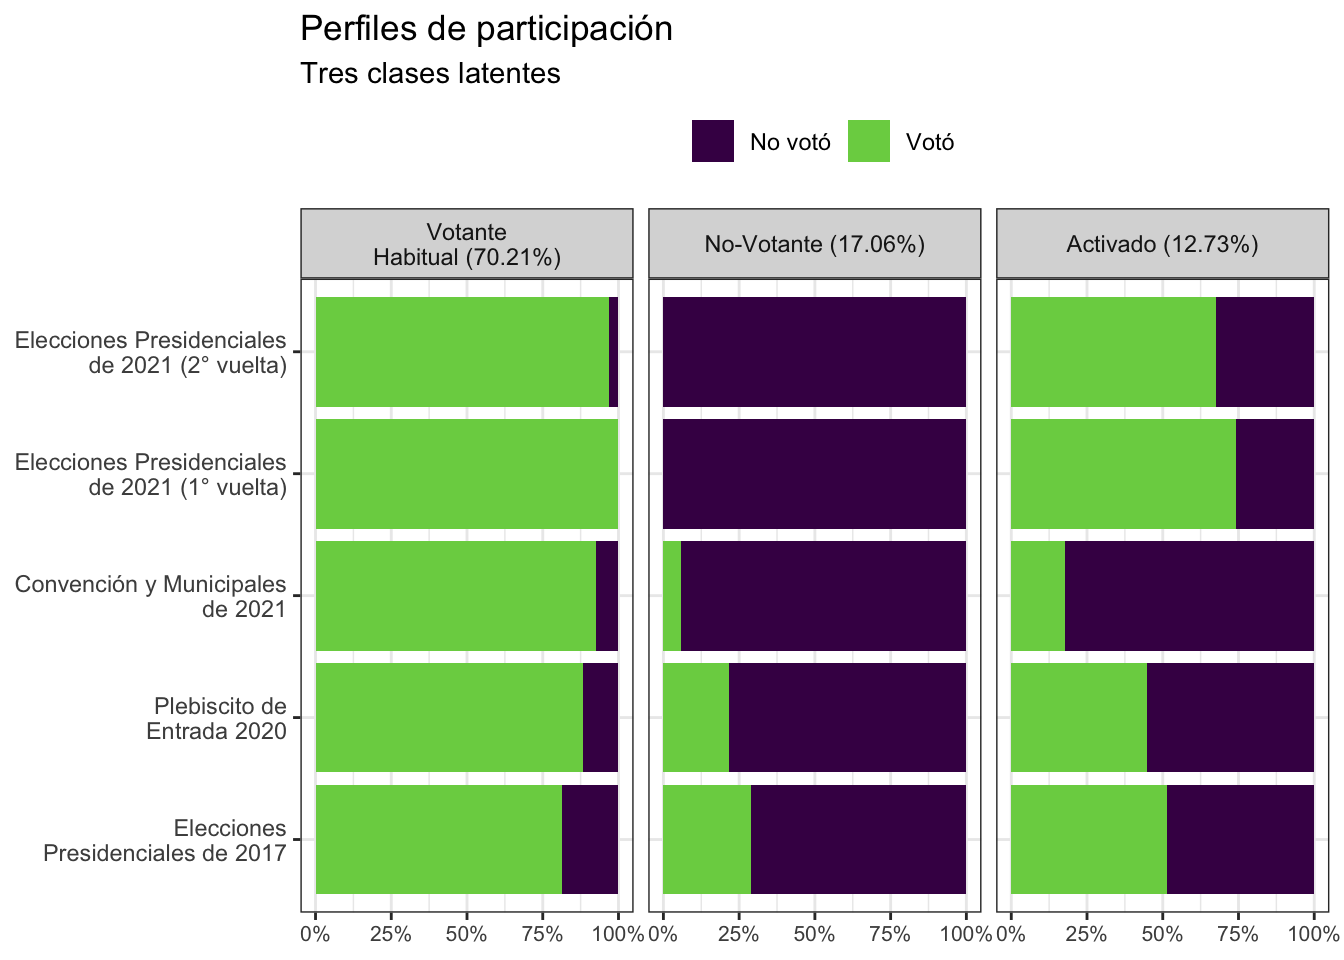 Perfiles de participación
Tres clases latentes
No votó
Votó
Votante
Habitual (70.21%)
No-Votante (17.06%)
Activado (12.73%)
Elecciones Presidenciales
de 2021 (2° vuelta)
Elecciones Presidenciales
de 2021 (1° vuelta)
Convención y Municipales
de 2021
Plebiscito de
Entrada 2020
Elecciones
Presidenciales de 2017
0% 25% 50% 75% 100%
0% 25% 50% 75% 100%
0% 25% 50% 75% 100%